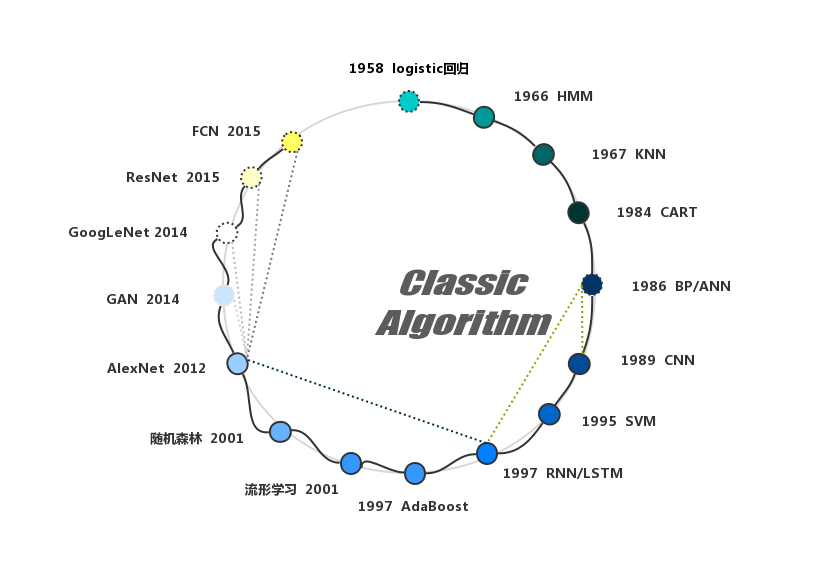 1958 logistic回归
1966 HMM
1967 KNN
1984 CART
1986 BP/ANN
1989 CNN
1995 SVM
1997 RNN/LSTM
1997 AdaBoost
流形学习 2001
随机森林 2001
AlexNet 2012
GAN 2014
GoogLeNet 2014
ResNet 2015
FCN 2015
Classic
Algorithm